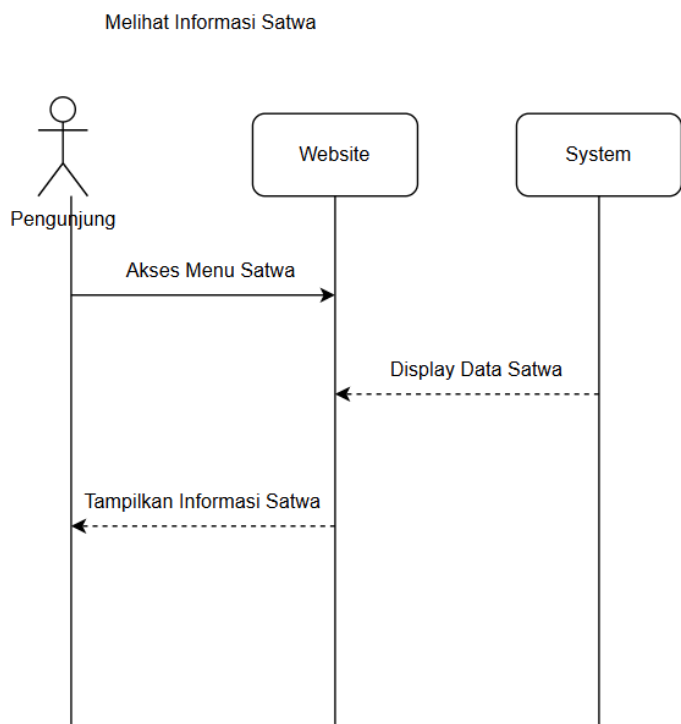 Melihat Informasi Satwa
Website
System
Pengunjung
Akses Menu Satwa
Display Data Satwa
Tampilkan Informasi Satwa